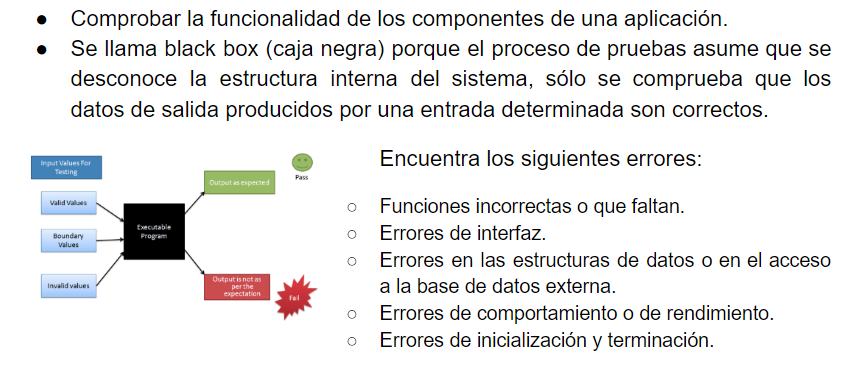 ● Comprobar la funcionalidad de los componentes de una aplicación.
● Se llama black box (caja negra) porque el proceso de pruebas asume que se
desconoce la estructura interna del sistema, sólo se comprueba que los
datos de salida producidos por una entrada determinada son correctos.
Input Values For
Testing
Valid Values
Boundary
Values
Invalid values
Executable
Program
Output as expected
Pass
Output is not as
per the
expectation
Fail
Encuentra los siguientes errores:
○ Funciones incorrectas o que faltan.
○ Errores de interfaz.
○ Errores en las estructuras de datos o en el acceso
a la base de datos externa.
○ Errores de comportamiento o de rendimiento.
○ Errores de inicialización y terminación.